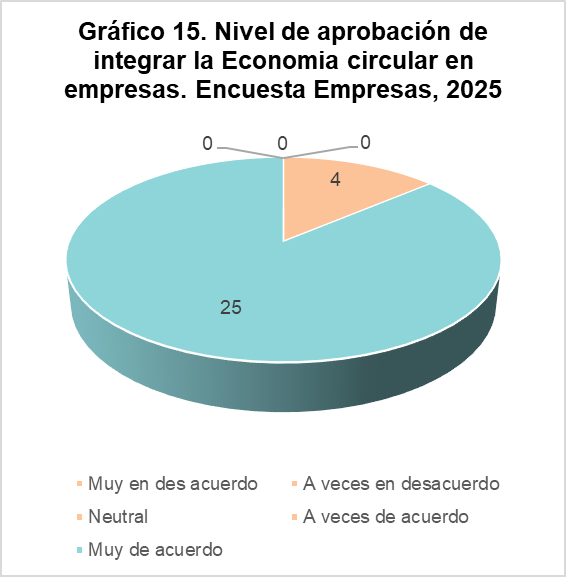 Gráfico 15. Nivel de aprobación de
integrar la Economia circular en
empresas. Encuesta Empresas, 2025
0 0 0
4
25
Muy en des acuerdo A veces en desacuerdo
Neutral A veces de acuerdo
Muy de acuerdo